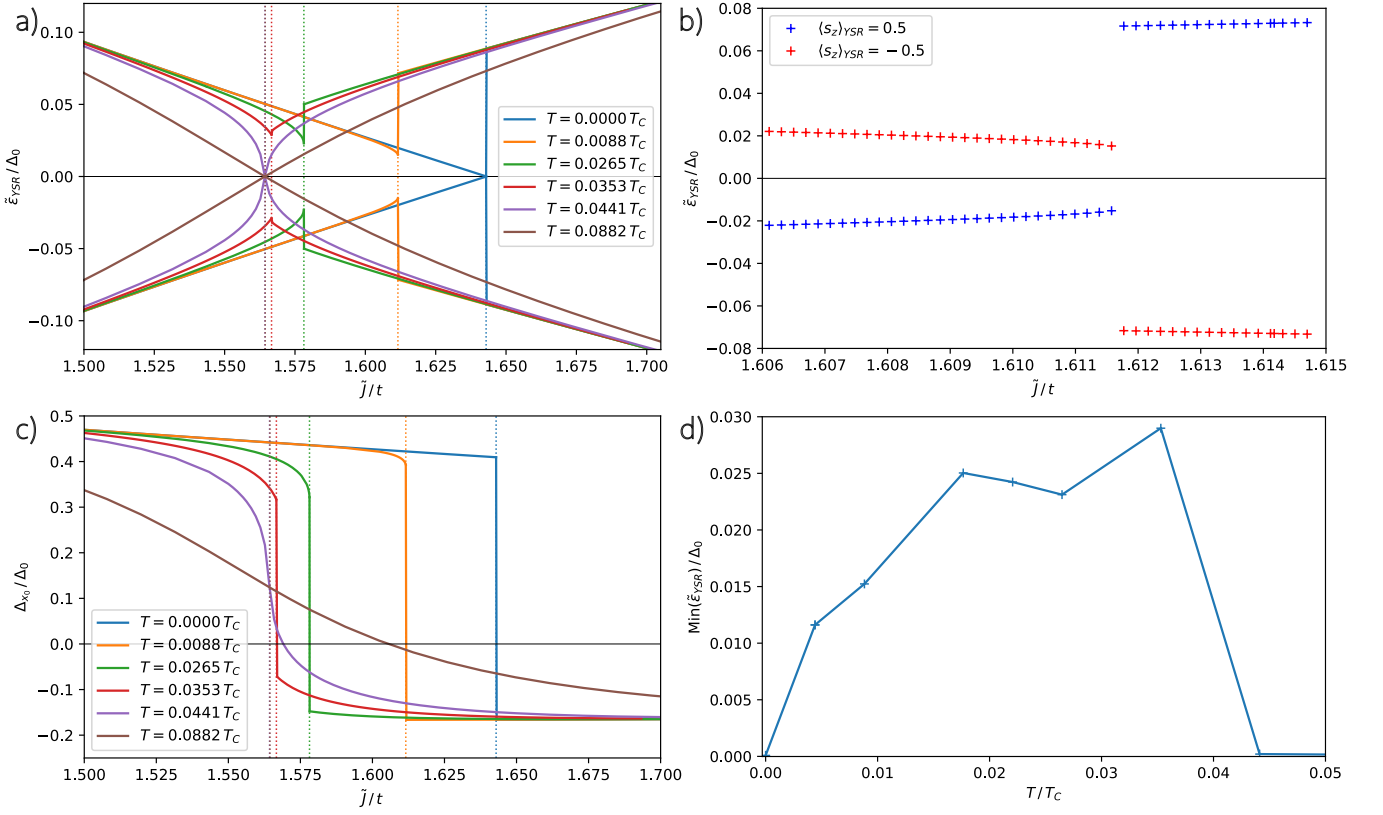 a)
0.10
0.05
0.00
−0.05
−0.10
ε̃YSR / Δ0
T = 0.0000 TC
T = 0.0088 TC
T = 0.0265 TC
T = 0.0353 TC
T = 0.0441 TC
T = 0.0882 TC
1.500 1.525 1.550 1.575 1.600 1.625 1.650 1.675 1.700
J̃ / t
b)
0.08
0.06
0.04
0.02
0.00
−0.02
−0.04
−0.06
−0.08
ε̃YSR / Δ0
⟨sz⟩YSR = 0.5
⟨sz⟩YSR = − 0.5
1.606 1.607 1.608 1.609 1.610 1.611 1.612 1.613 1.614 1.615
J̃ / t
c)
0.5
0.4
0.3
0.2
0.1
0.0
−0.1
−0.2
Δx0 / Δ0
T = 0.0000 TC
T = 0.0088 TC
T = 0.0265 TC
T = 0.0353 TC
T = 0.0441 TC
T = 0.0882 TC
1.500 1.525 1.550 1.575 1.600 1.625 1.650 1.675 1.700
J̃ / t
d)
0.030
0.025
0.020
0.015
0.010
0.005
0.000
Min(ε̃YSR) / Δ0
0.00 0.01 0.02 0.03 0.04 0.05
T / TC